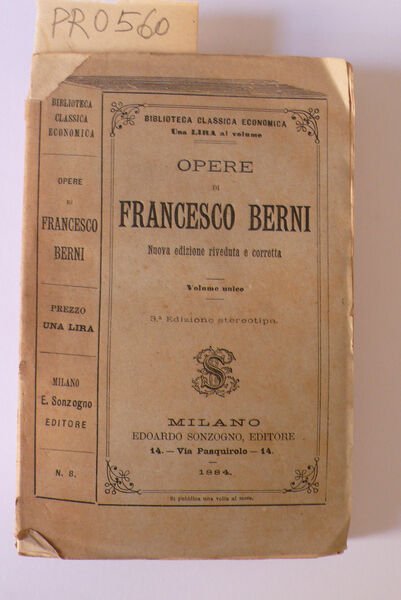 PRO560
BIBLIOTECA
CLASSICA
ECONOMICA
OPERE
DI
FRANCESCO
BERNI
PREZZO
UNA LIRA
MILANO
E. Sonzogno
EDITORE
N. 8.
BIBLIOTECA CLASSICA ECONOMICA
Una LIRA al volume
OPERE
DI
FRANCESCO BERNI
Nuova edizione riveduta e corretta
Volume unico
3.ª Edizione stereotipa.
S
MILANO
EDOARDO SONZOGNO, EDITORE
14. — Via Pasquirolo — 14.
1884.
Si pubblica una volta al mese.